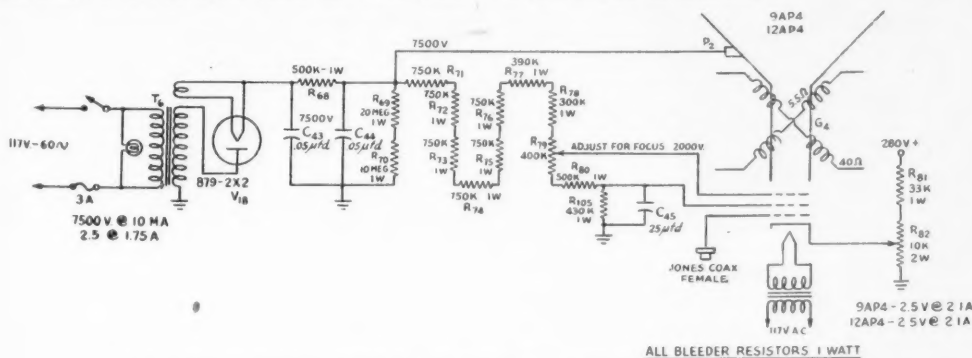 9AP4
12AP4
7500V
P2
500K-1W
R68
750K R71
390K
R77 1W
R78
300K
1W
750K
R72
1W
750K
R76
1W
R69
20 MEG
1W
T6
117V.-60∿
7500V
C43
.05μfd
C44
.05μfd
R70
10 MEG
1W
750K
R73
1W
750K
R75
1W
R79
400K
5.5Ω
G4
40Ω
ADJUST FOR FOCUS 2000V.
280V+
R81
33K
1W
750K
1W
R74
R80
500K 1W
R105
430K
1W
C45
.25μfd
3A
879-2X2
V18
7500V @ 10 MA
2.5 @ 1.75A
R82
10K
2W
JONES COAX
FEMALE
117V AC
9AP4-2.5V @ 2.1A
12AP4-2.5V @ 2.1A
ALL BLEEDER RESISTORS 1 WATT